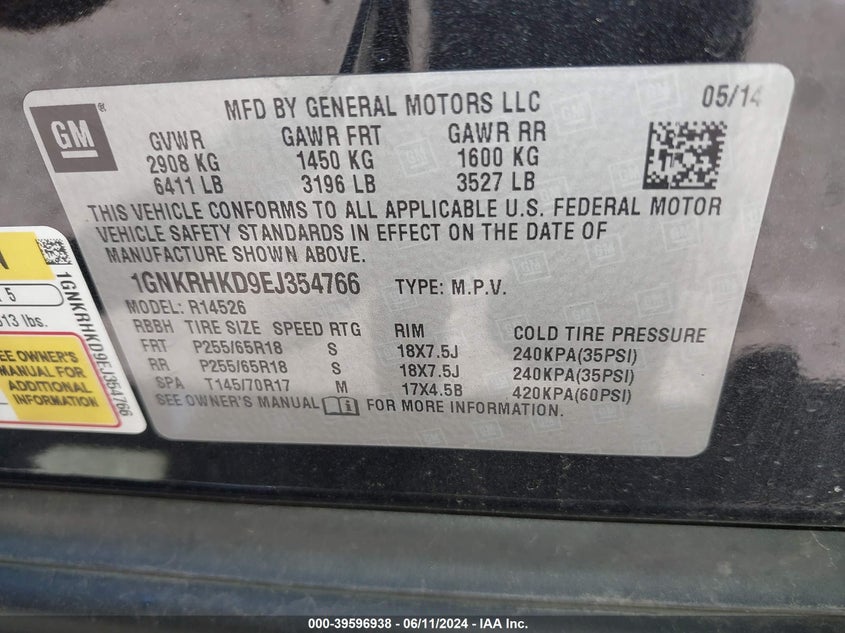 MFD BY GENERAL MOTORS LLC 05/14
GM ®
GVWR GAWR FRT GAWR RR
2908 KG 1450 KG 1600 KG
6411 LB 3196 LB 3527 LB
THIS VEHICLE CONFORMS TO ALL APPLICABLE U.S. FEDERAL MOTOR
VEHICLE SAFETY STANDARDS IN EFFECT ON THE DATE OF
MANUFACTURE SHOWN ABOVE.
1GNKRHKD9EJ354766 TYPE: M.P.V.
MODEL: R14526
RBBH TIRE SIZE SPEED RTG RIM COLD TIRE PRESSURE
FRT P255/65R18 S 18X7.5J 240KPA(35PSI)
RR P255/65R18 S 18X7.5J 240KPA(35PSI)
SPA T145/70R17 M 17X4.5B 420KPA(60PSI)
SEE OWNER'S MANUAL FOR MORE INFORMATION.
N
5
13 lbs.
SEE OWNER'S
MANUAL FOR
ADDITIONAL
INFORMATION
1GNKRHKD9EJ354766
000-39596938 - 06/11/2024 - IAA Inc.